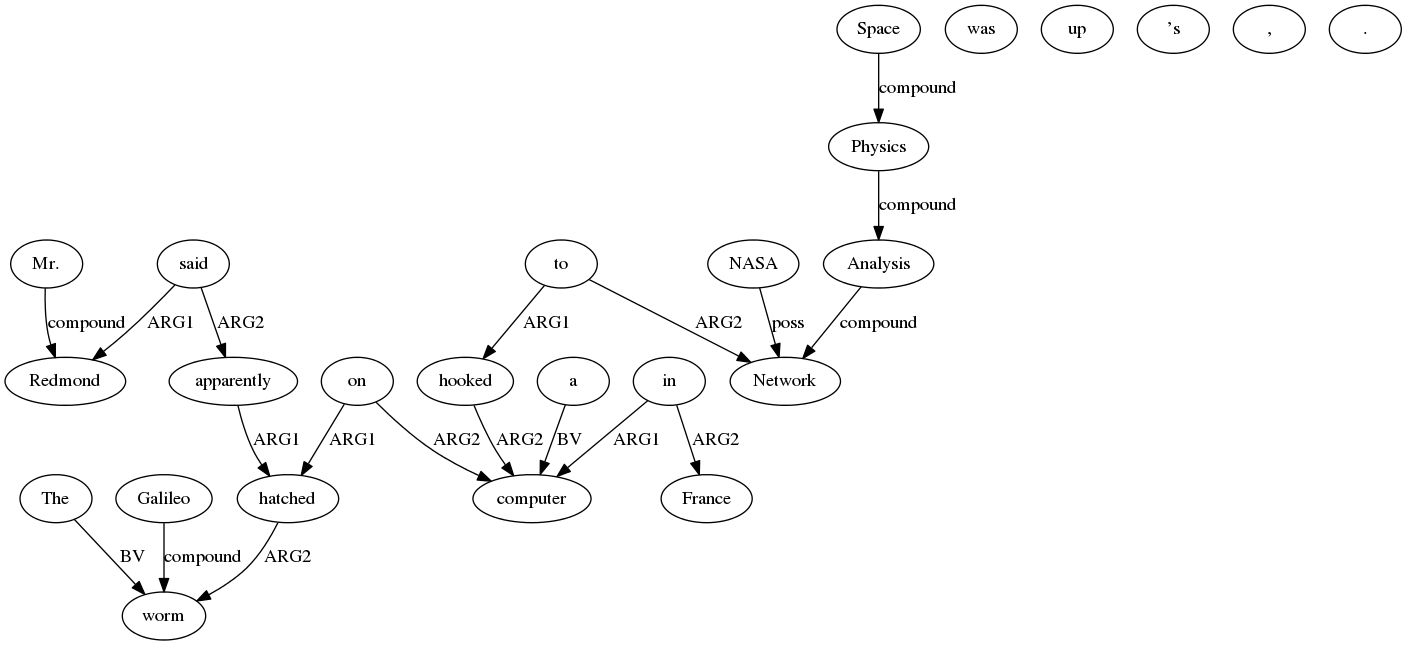 Space was up ’s , .
compound
Physics
compound
Mr. said to NASA Analysis
compound ARG1 ARG2 ARG1 ARG2 poss compound
Redmond apparently on hooked a in Network
ARG1 ARG1 ARG2 ARG2 BV ARG1 ARG2
The Galileo hatched computer France
BV compound ARG2
worm